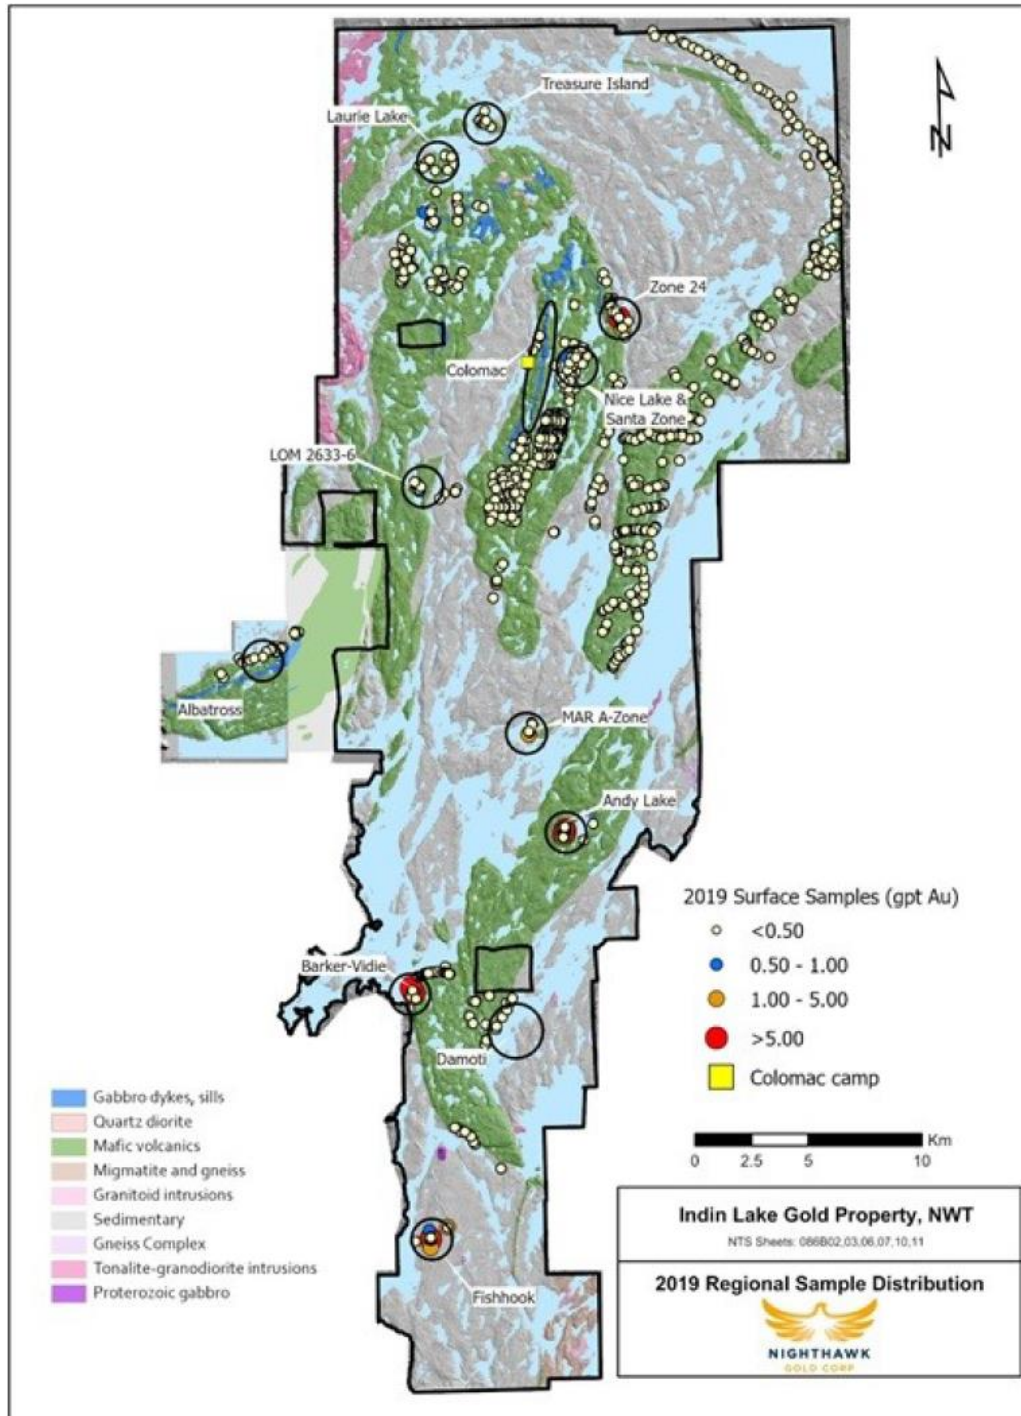 Treasure Island
Laurie Lake
N
Zone 24
Colomac
Nice Lake &
Santa Zone
LOM 2633-6
Albatross
MAR A-Zone
Andy Lake
Barker-Vidie
Damoti
Fishhook
2019 Surface Samples (gpt Au)
<0.50
0.50 - 1.00
1.00 - 5.00
>5.00
Colomac camp
Km
0 2.5 5 10
Gabbro dykes, sills
Quartz diorite
Mafic volcanics
Migmatite and gneiss
Granitoid intrusions
Sedimentary
Gneiss Complex
Tonalite-granodiorite intrusions
Proterozoic gabbro
Indin Lake Gold Property, NWT
NTS Sheets: 086B02,03,06,07,10,11
2019 Regional Sample Distribution
NIGHTHAWK
GOLD CORP